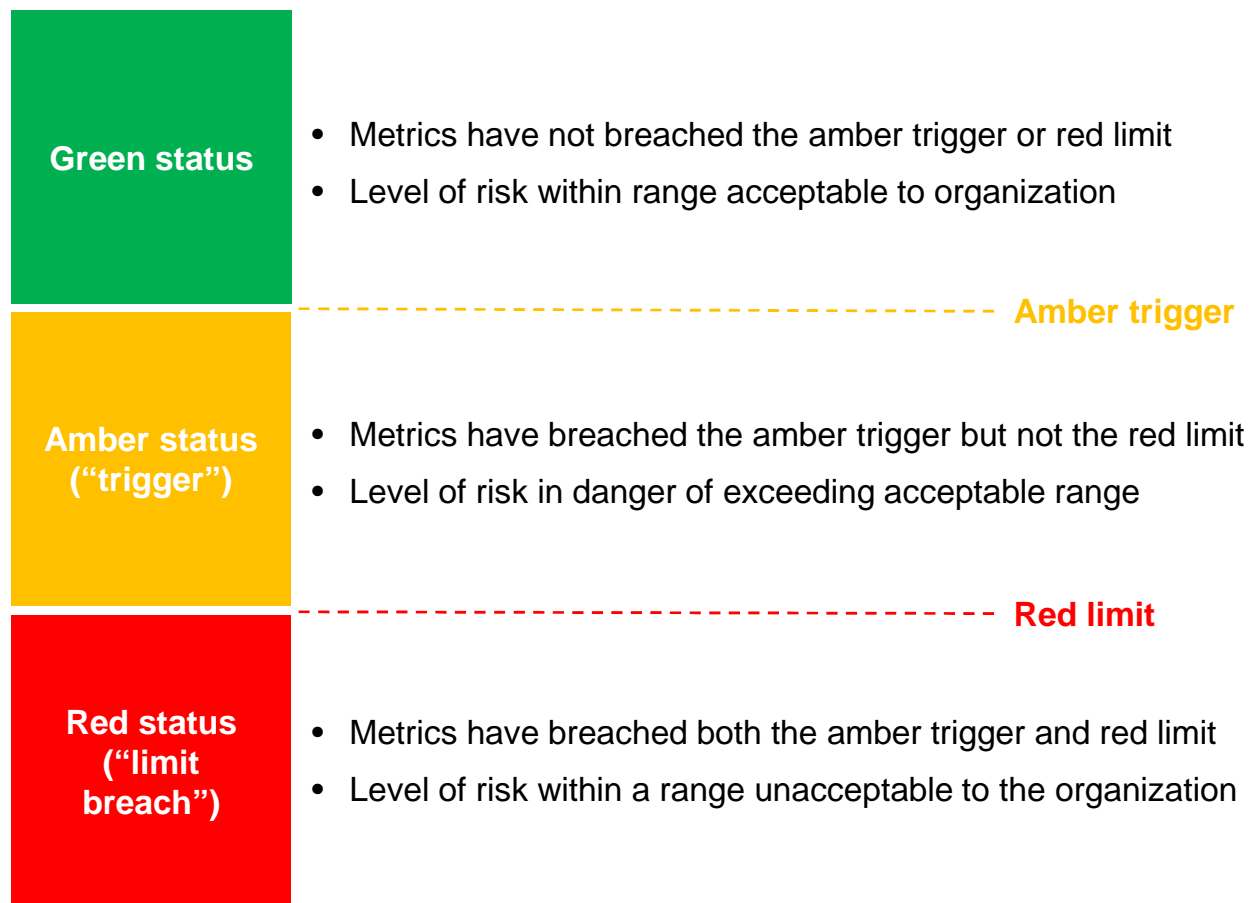 Green status
• Metrics have not breached the amber trigger or red limit
• Level of risk within range acceptable to organization
Amber trigger
Amber status
(“trigger”)
• Metrics have breached the amber trigger but not the red limit
• Level of risk in danger of exceeding acceptable range
Red limit
Red status
(“limit
breach”)
• Metrics have breached both the amber trigger and red limit
• Level of risk within a range unacceptable to the organization